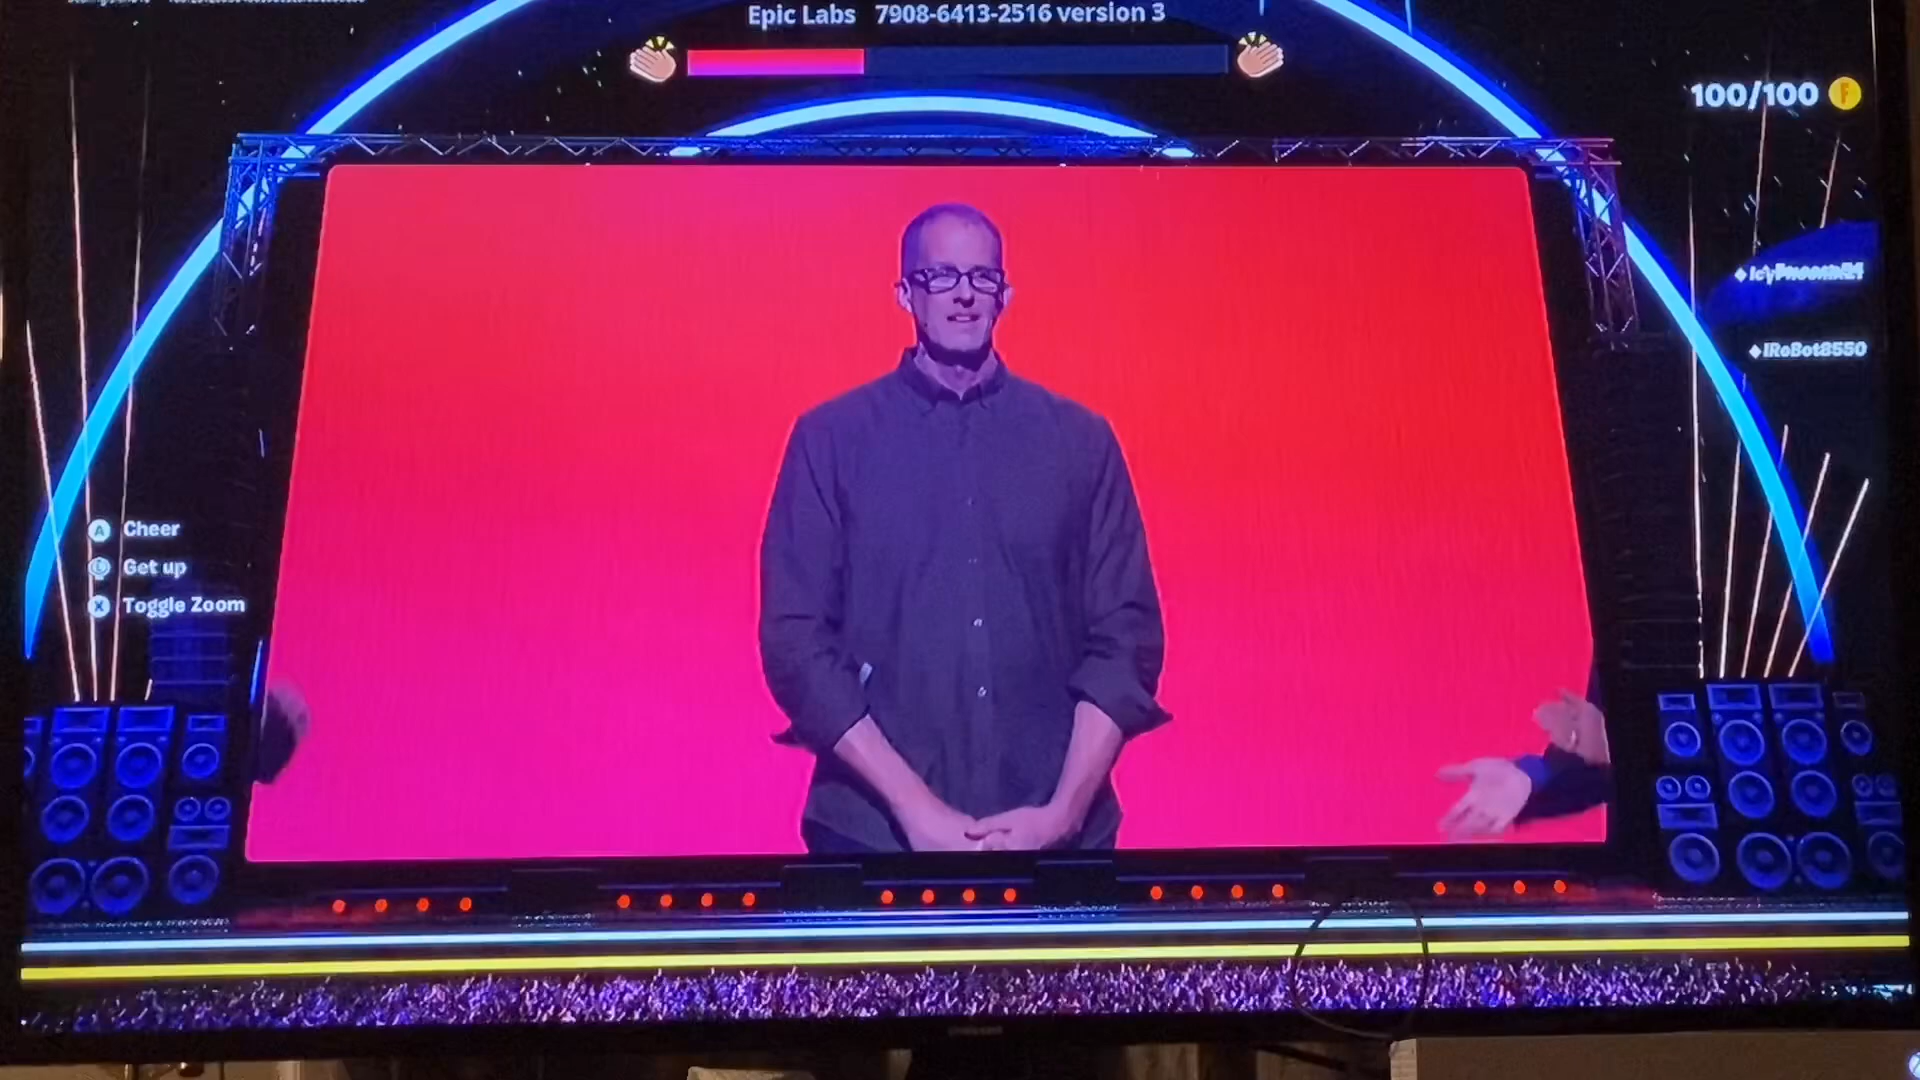 Epic Labs 7908-6413-2516 version 3
100/100
IRoBot8550
A Cheer
L Get up
X Toggle Zoom